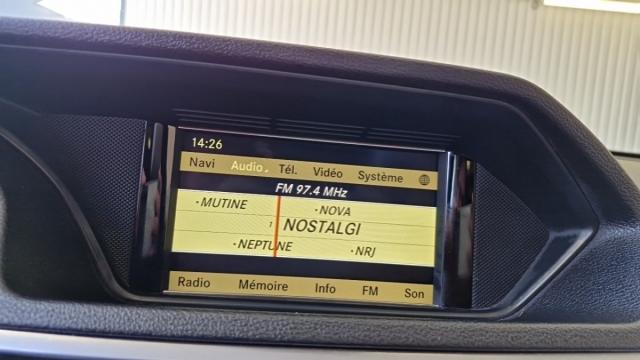 14:26
Navi Audio Tél. Vidéo Système
FM 97.4 MHz
·MUTINE ·NOVA
NOSTALGI
·NEPTUNE ·NRJ
Radio Mémoire Info FM Son